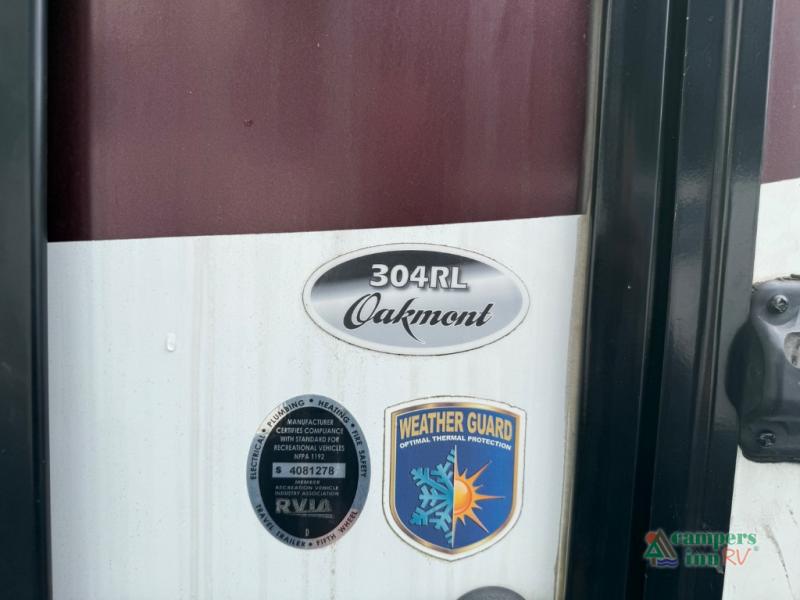 304RL
Oakmont
ELECTRICAL • PLUMBING • HEATING • FIRE SAFETY
MANUFACTURER
CERTIFIES COMPLIANCE
WITH STANDARD FOR
RECREATIONAL VEHICLES
NFPA 1192
S 4081278
MEMBER
RECREATION VEHICLE
INDUSTRY ASSOCIATION
RVIA
D
TRAVEL TRAILER • FIFTH WHEEL
WEATHER GUARD
OPTIMAL THERMAL PROTECTION
campers
inn RV